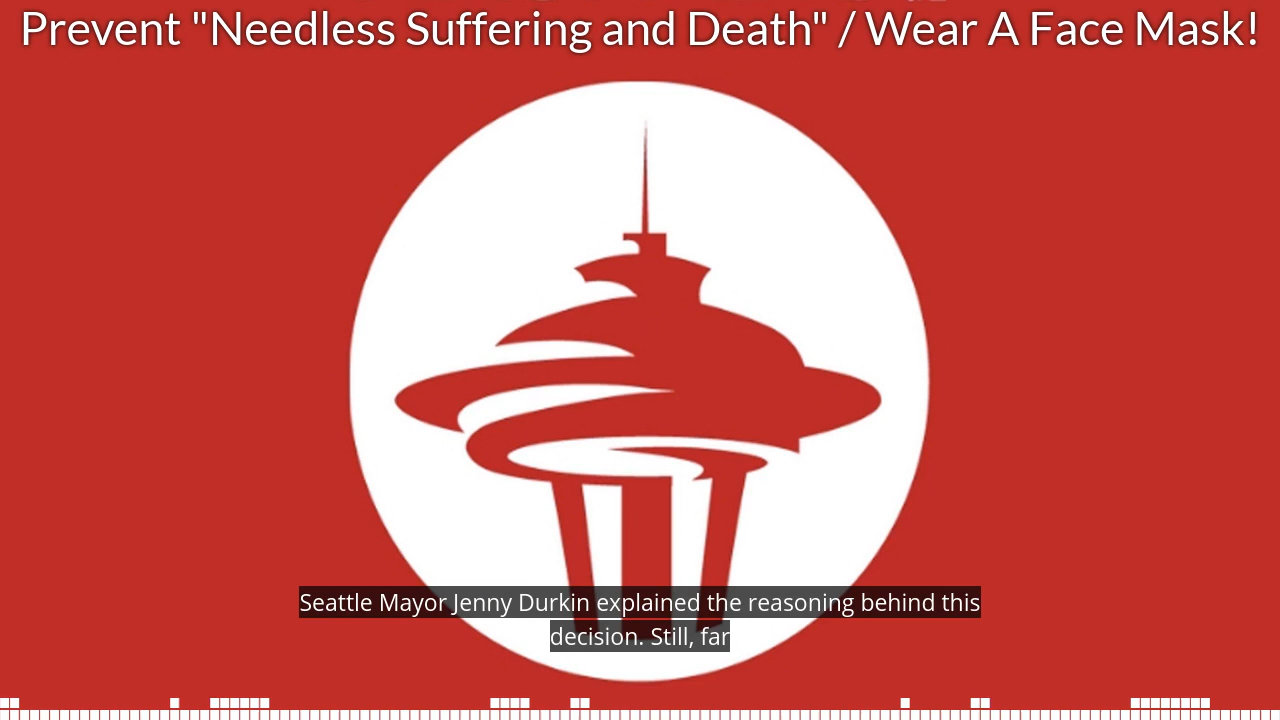 Prevent "Needless Suffering and Death" / Wear A Face Mask!
Seattle Mayor Jenny Durkin explained the reasoning behind this
decision. Still, far